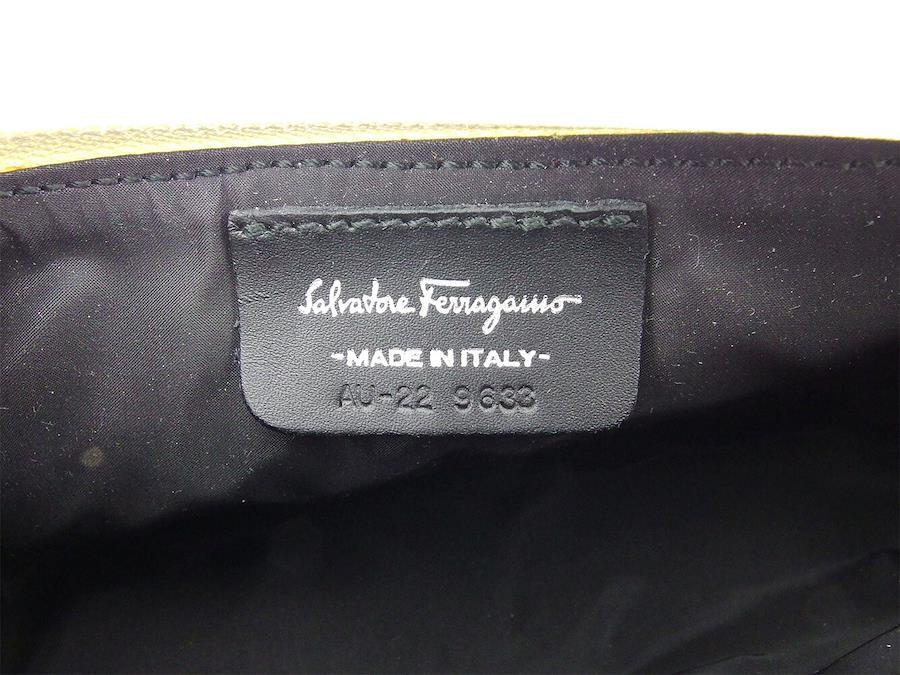 Salvatore Ferragamo
-MADE IN ITALY-
AU-22 9633